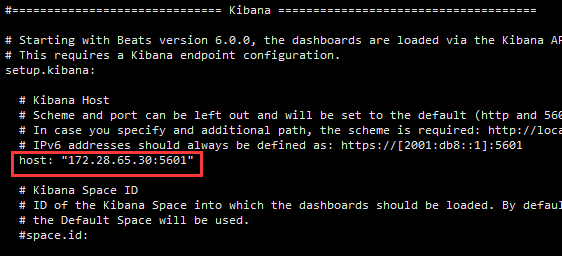 #============================== Kibana =====================================
# Starting with Beats version 6.0.0, the dashboards are loaded via the Kibana AP
# This requires a Kibana endpoint configuration.
setup.kibana:
# Kibana Host
# Scheme and port can be left out and will be set to the default (http and 560
# In case you specify and additional path, the scheme is required: http://loca
# IPv6 addresses should always be defined as: https://[2001:db8::1]:5601
host: "172.28.65.30:5601"
# Kibana Space ID
# ID of the Kibana Space into which the dashboards should be loaded. By defaul
# the Default Space will be used.
#space.id: